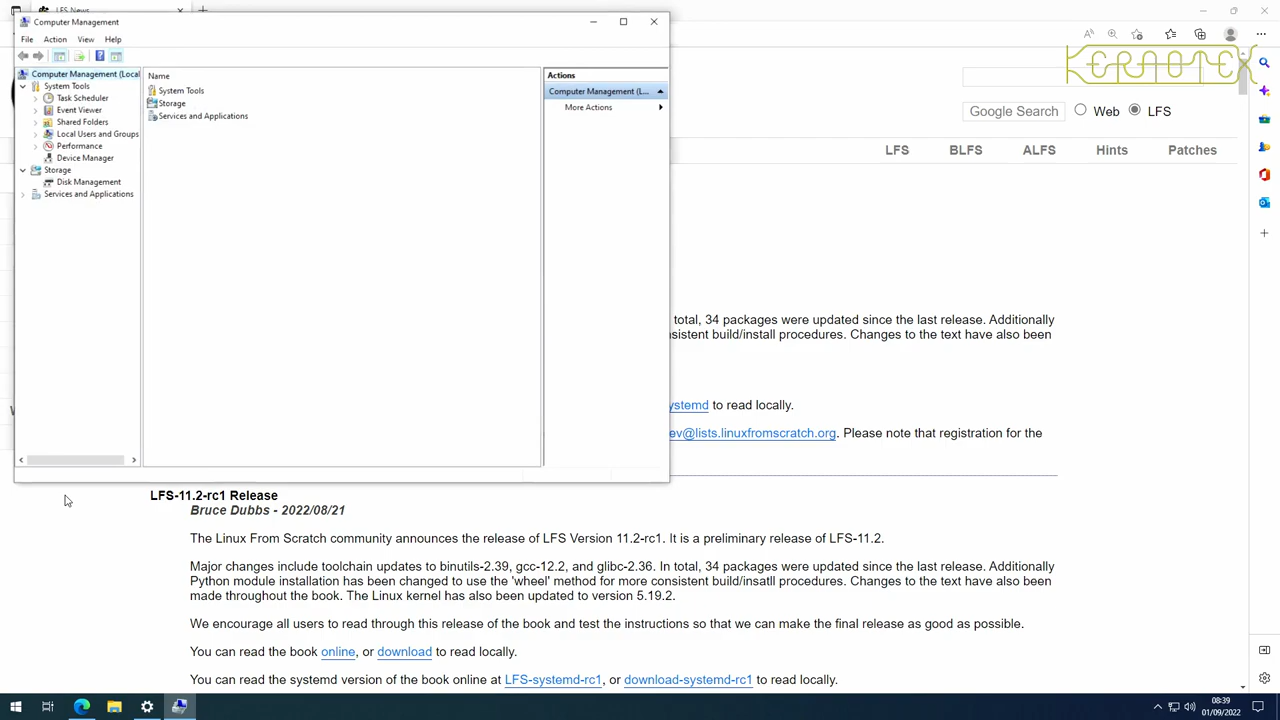 LFS News
Computer Management
File Action View Help
Computer Management (Local
System Tools
Task Scheduler
Event Viewer
Shared Folders
Local Users and Groups
Performance
Device Manager
Storage
Disk Management
Services and Applications
Name
System Tools
Storage
Services and Applications
Actions
Computer Management (L...
More Actions
KERNOTEX
Google Search
Web
LFS
LFS BLFS ALFS Hints Patches
total, 34 packages were updated since the last release. Additionally
sistent build/install procedures. Changes to the text have also been
ystemd to read locally.
ev@lists.linuxfromscratch.org. Please note that registration for the
LFS-11.2-rc1 Release
Bruce Dubbs - 2022/08/21
The Linux From Scratch community announces the release of LFS Version 11.2-rc1. It is a preliminary release of LFS-11.2.
Major changes include toolchain updates to binutils-2.39, gcc-12.2, and glibc-2.36. In total, 34 packages were updated since the last release. Additionally
Python module installation has been changed to use the 'wheel' method for more consistent build/insatll procedures. Changes to the text have also been
made throughout the book. The Linux kernel has also been updated to version 5.19.2.
We encourage all users to read through this release of the book and test the instructions so that we can make the final release as good as possible.
You can read the book online, or download to read locally.
You can read the systemd version of the book online at LFS-systemd-rc1, or download-systemd-rc1 to read locally.
08:39
01/09/2022